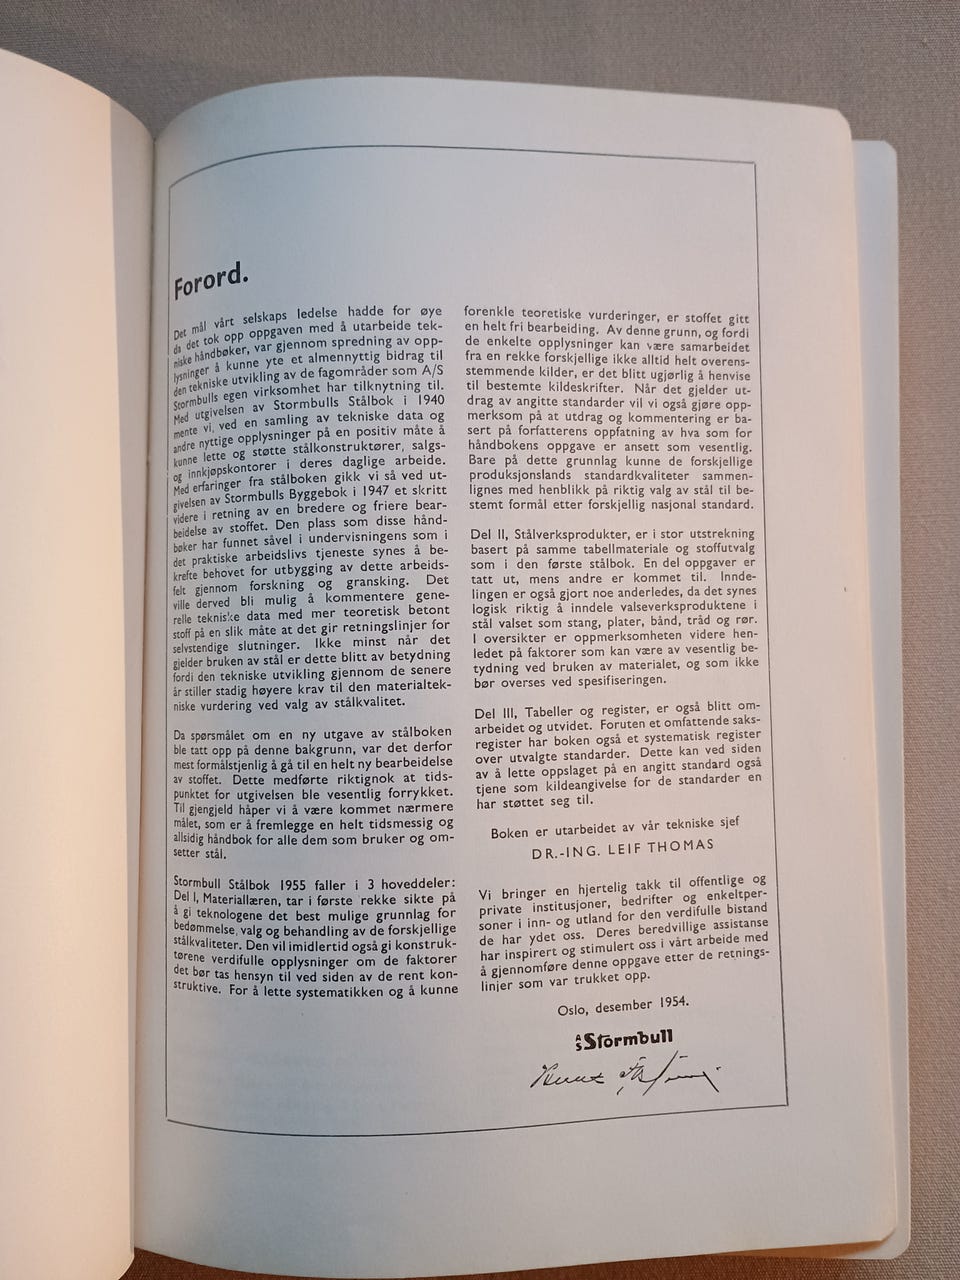 Forord.
Det mål vårt selskaps ledelse hadde for øye
da det tok opp oppgaven med å utarbeide tek-
niske håndbøker, var gjennom spredning av opp-
lysninger å kunne yte et almennyttig bidrag til
den tekniske utvikling av de fagområder som A/S
Stormbulls egen virksomhet har tilknytning til.
Med utgivelsen av Stormbulls Stålbok i 1940
mente vi, ved en samling av tekniske data og
andre nyttige opplysninger på en positiv måte å
kunne lette og støtte stålkonstruktører, salgs-
og innkjøpskontorer i deres daglige arbeide.
Med erfaringer fra stålboken gikk vi så ved ut-
givelsen av Stormbulls Byggebok i 1947 et skritt
videre i retning av en bredere og friere bear-
beidelse av stoffet. Den plass som disse hånd-
bøker har funnet såvel i undervisningens som i
det praktiske arbeidslivs tjeneste synes å be-
krefte behovet for utbygging av dette arbeids-
felt gjennom forskning og gransking. Det
ville derved bli mulig å kommentere gene-
relle tekniske data med mer teoretisk betont
stoff på en slik måte at det gir retningslinjer for
selvstendige slutninger. Ikke minst når det
gjelder bruken av stål er dette blitt av betydning
fordi den tekniske utvikling gjennom de senere
år stiller stadig høyere krav til den materialtek-
niske vurdering ved valg av stålkvalitet.
Da spørsmålet om en ny utgave av stålboken
ble tatt opp på denne bakgrunn, var det derfor
mest formålstjenlig å gå til en helt ny bearbeidelse
av stoffet. Dette medførte riktignok at tids-
punktet for utgivelsen ble vesentlig forrykket.
Til gjengjeld håper vi å være kommet nærmere
målet, som er å fremlegge en helt tidsmessig og
allsidig håndbok for alle dem som bruker og om-
setter stål.
Stormbull Stålbok 1955 faller i 3 hoveddeler:
Del I, Materiallæren, tar i første rekke sikte på
å gi teknologene det best mulige grunnlag for
bedømmelse, valg og behandling av de forskjellige
stålkvaliteter. Den vil imidlertid også gi konstruk-
tørene verdifulle opplysninger om de faktorer
det bør tas hensyn til ved siden av de rent kon-
struktive. For å lette systematikken og å kunne
forenkle teoretiske vurderinger, er stoffet gitt
en helt fri bearbeiding. Av denne grunn, og fordi
de enkelte opplysninger kan være samarbeidet
fra en rekke forskjellige ikke alltid helt overens-
stemmende kilder, er det blitt ugjørlig å henvise
til bestemte kildeskrifter. Når det gjelder ut-
drag av angitte standarder vil vi også gjøre opp-
merksom på at utdrag og kommentering er ba-
sert på forfatterens oppfatning av hva som for
håndbokens oppgave er ansett som vesentlig.
Bare på dette grunnlag kunne de forskjellige
produksjonslands standardkvaliteter sammen-
lignes med henblikk på riktig valg av stål til be-
stemt formål etter forskjellig nasjonal standard.
Del II, Stålverksprodukter, er i stor utstrekning
basert på samme tabellmateriale og stoffutvalg
som i den første stålbok. En del oppgaver er
tatt ut, mens andre er kommet til. Innde-
lingen er også gjort noe anderledes, da det synes
logisk riktig å inndele valseverksproduktene i
stål valset som stang, plater, bånd, tråd og rør.
I oversikter er oppmerksomheten videre hen-
ledet på faktorer som kan være av vesentlig be-
tydning ved bruken av materialet, og som ikke
bør overses ved spesifiseringen.
Del III, Tabeller og register, er også blitt om-
arbeidet og utvidet. Foruten et omfattende saks-
register har boken også et systematisk register
over utvalgte standarder. Dette kan ved siden
av å lette oppslaget på en angitt standard også
tjene som kildeangivelse for de standarder en
har støttet seg til.
Boken er utarbeidet av vår tekniske sjef
DR.-ING. LEIF THOMAS
Vi bringer en hjertelig takk til offentlige og
private institusjoner, bedrifter og enkeltper-
soner i inn- og utland for den verdifulle bistand
de har ydet oss. Deres beredvillige assistanse
har inspirert og stimulert oss i vårt arbeide med
å gjennomføre denne oppgave etter de retnings-
linjer som var trukket opp.
Oslo, desember 1954.
A/S Stormbull